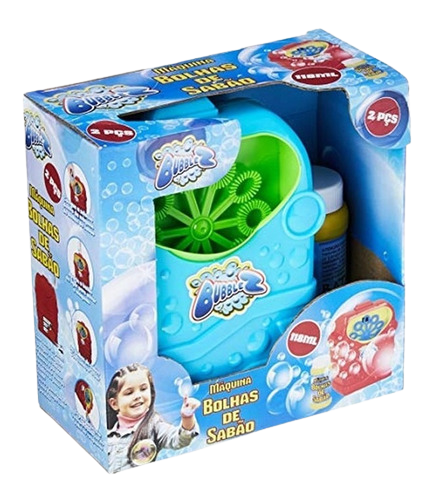 MÁQUINA
BOLHAS DE
SABÃO
118ML
2 PÇS
BUBBLEZ
2 PÇS
BUBBLEZ
MÁQUINA
BOLHAS
DE
SABÃO
BUBBLEZ
118ML
MÁQUINA
BOLHAS
DE
SABÃO